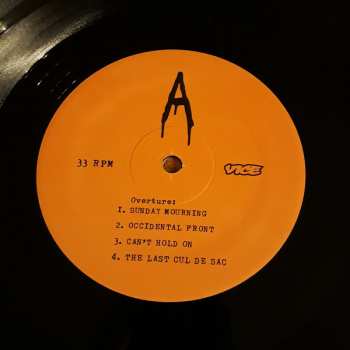 A
33 RPM
VICE
Overture:
1. SUNDAY MOURNING
2. OCCIDENTAL FRONT
3. CAN'T HOLD ON
4. THE LAST CUL DE SAC